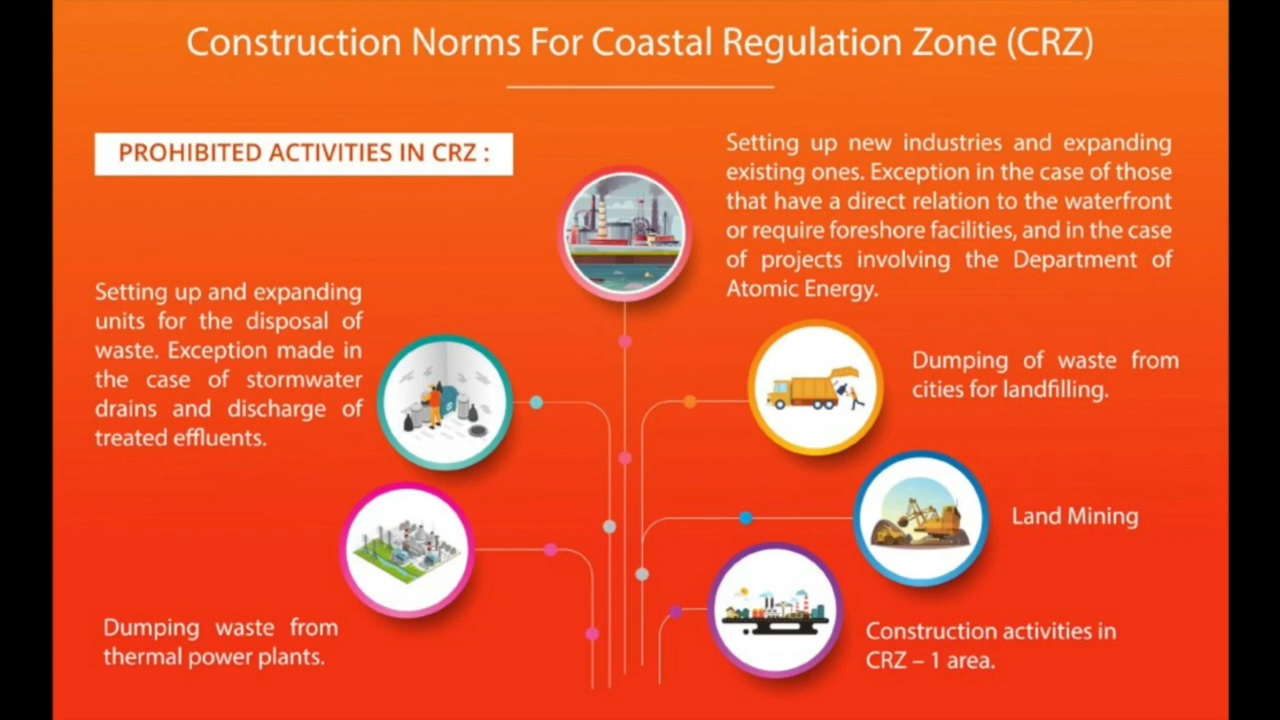 Construction Norms For Coastal Regulation Zone (CRZ)
PROHIBITED ACTIVITIES IN CRZ :
Setting up new industries and expanding
existing ones. Exception in the case of those
that have a direct relation to the waterfront
or require foreshore facilities, and in the case
of projects involving the Department of
Atomic Energy.
Setting up and expanding
units for the disposal of
waste. Exception made in
the case of stormwater
drains and discharge of
treated effluents.
Dumping of waste from
cities for landfilling.
Land Mining
Dumping waste from
thermal power plants.
Construction activities in
CRZ – 1 area.